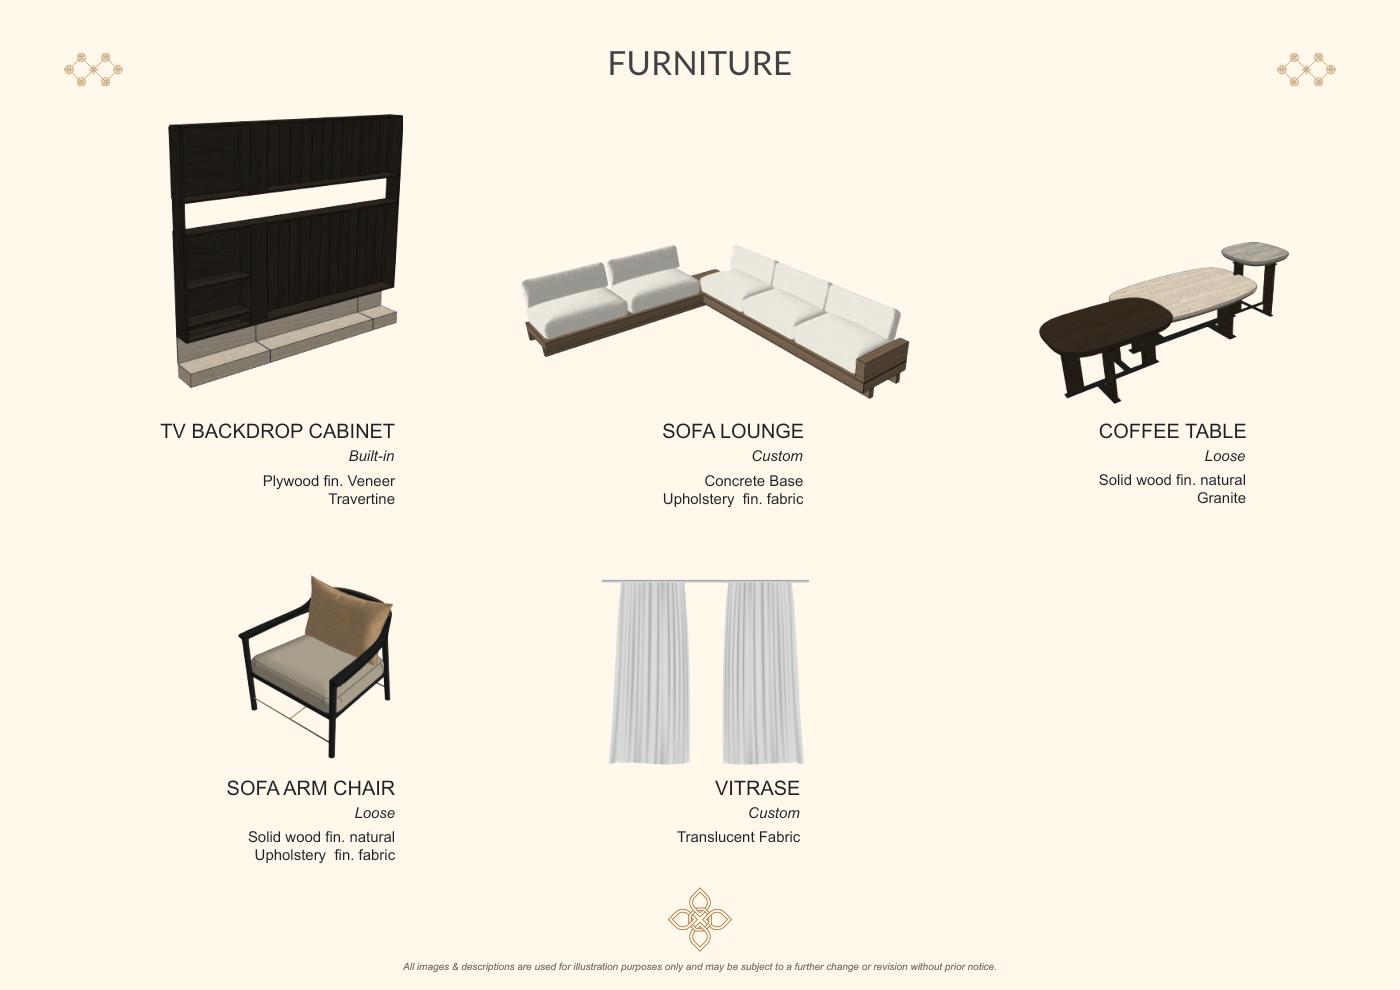 FURNITURE
TV BACKDROP CABINET
Built-in
Plywood fin. Veneer
Travertine
SOFA LOUNGE
Custom
Concrete Base
Upholstery  fin. fabric
COFFEE TABLE
Loose
Solid wood fin. natural
Granite
SOFA ARM CHAIR
Loose
Solid wood fin. natural
Upholstery  fin. fabric
VITRASE
Custom
Translucent Fabric
All images & descriptions are used for illustration purposes only and may be subject to a further change or revision without prior notice.